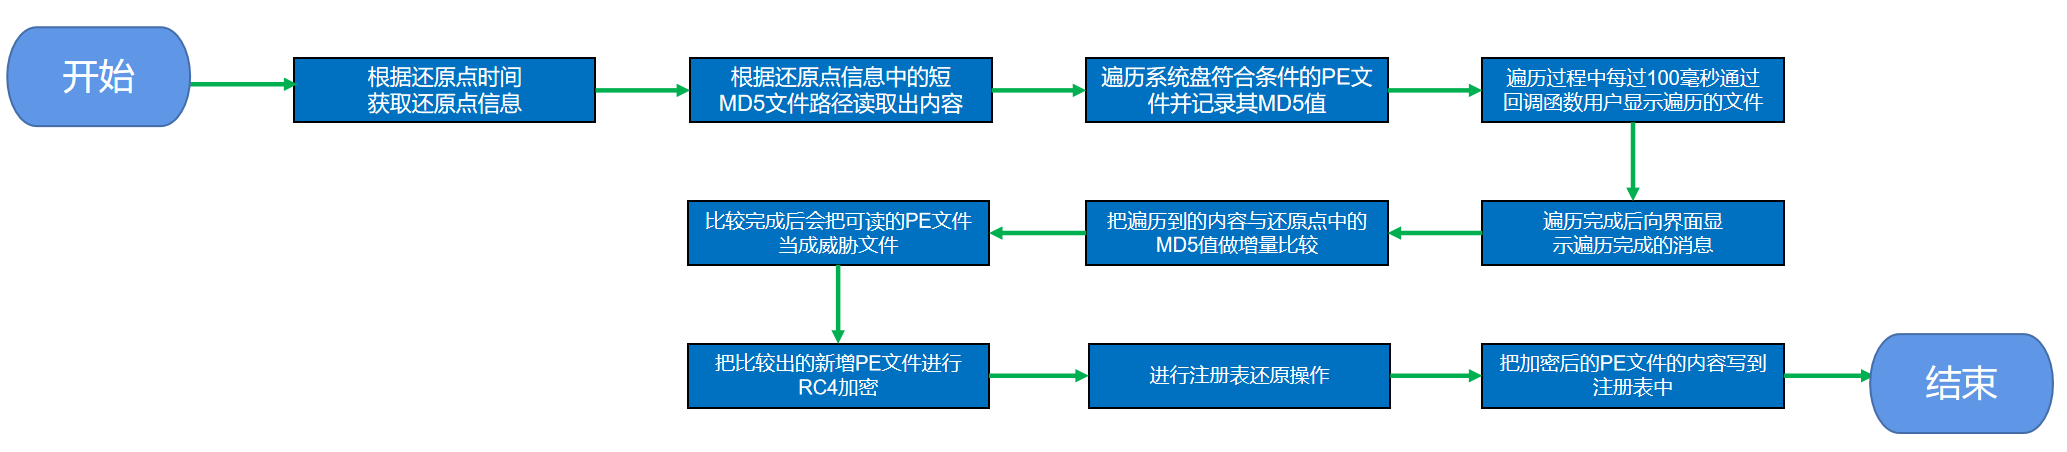 开始
根据还原点时间
获取还原点信息
根据还原点信息中的短
MD5文件路径读取出内容
遍历系统盘符合条件的PE文
件并记录其MD5值
遍历过程中每过100毫秒通过
回调函数用户显示遍历的文件
遍历完成后向界面显
示遍历完成的消息
把遍历到的内容与还原点中的
MD5值做增量比较
比较完成后会把可读的PE文件
当成威胁文件
把比较出的新增PE文件进行
RC4加密
进行注册表还原操作
把加密后的PE文件的内容写到
注册表中
结束